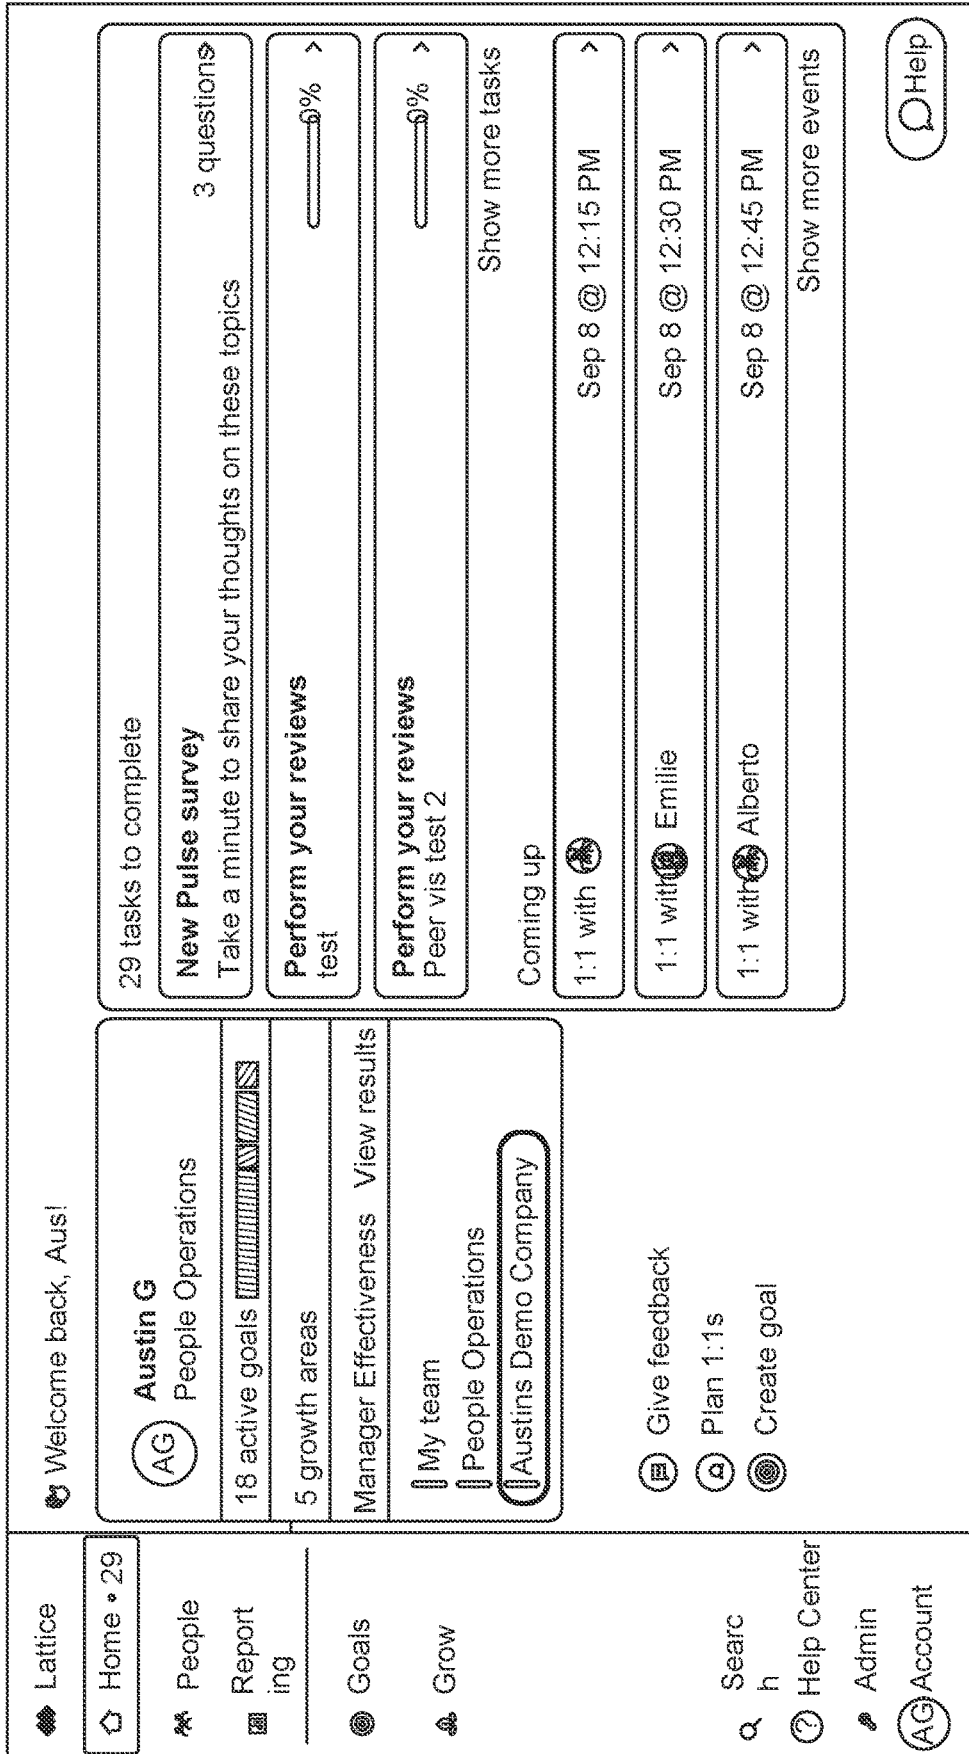 Lattice
Home • 29
People
Report
ing
Goals
Grow
Searc
h
Help Center
Admin
AG Account
Welcome back, Aus!
AG
Austin G
People Operations
18 active goals
5 growth areas
Manager Effectiveness View results
My team
People Operations
Austins Demo Company
Give feedback
Plan 1:1s
Create goal
29 tasks to complete
New Pulse survey
3 questions
Take a minute to share your thoughts on these topics
Perform your reviews
test
0%
Perform your reviews
Peer vis test 2
0%
Show more tasks
Coming up
1:1 with
Sep 8 @ 12:15 PM
1:1 with Emilie
Sep 8 @ 12:30 PM
1:1 with Alberto
Sep 8 @ 12:45 PM
Show more events
Help